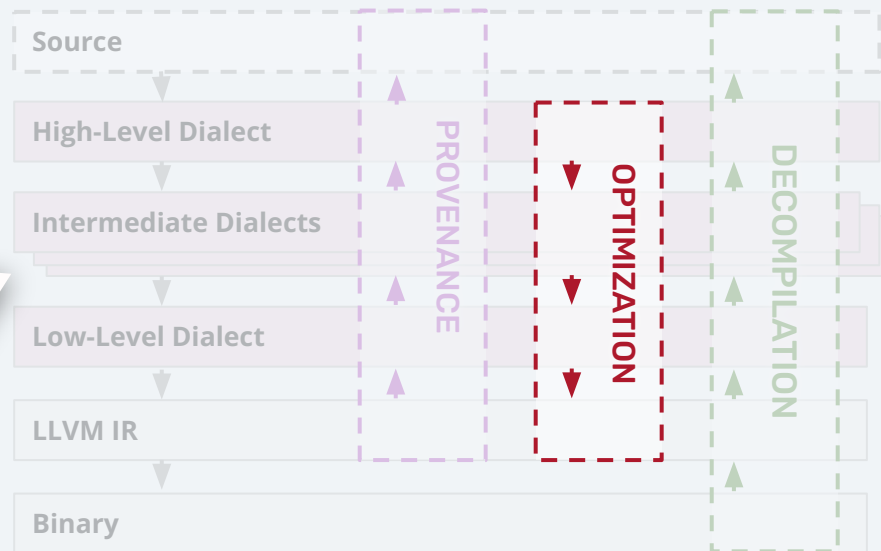 Source
High-Level Dialect
Intermediate Dialects
Low-Level Dialect
LLVM IR
Binary
PROVENANCE
OPTIMIZATION
DECOMPILATION